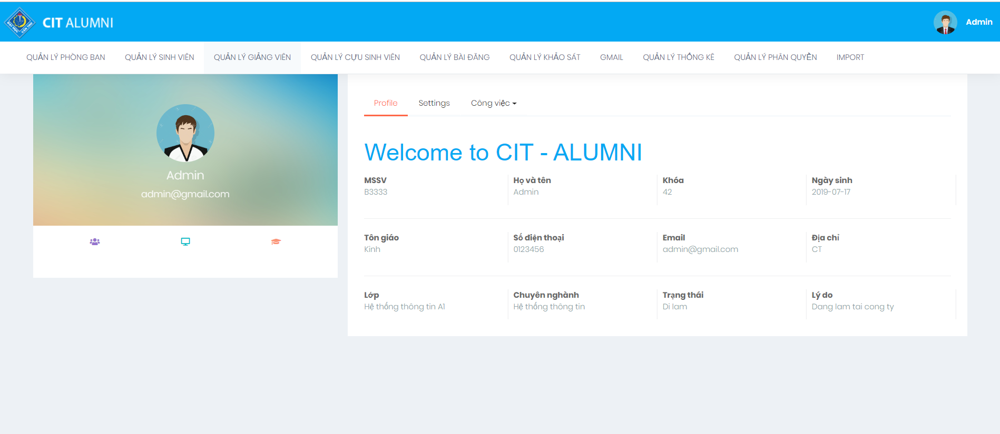 ĐẠI HỌC CẦN THƠ
CIT ALUMNI
Admin
QUẢN LÝ PHÒNG BAN QUẢN LÝ SINH VIÊN QUẢN LÝ GIẢNG VIÊN QUẢN LÝ CỰU SINH VIÊN QUẢN LÝ BÀI ĐĂNG QUẢN LÝ KHẢO SÁT GMAIL QUẢN LÝ THỐNG KÊ QUẢN LÝ PHÂN QUYỀN IMPORT
Admin
admin@gmail.com
Profile Settings Công việc
Welcome to CIT - ALUMNI
MSSV Họ và tên Khóa Ngày sinh
B3333 Admin 42 2019-07-17
Tôn giáo Số điện thoại Email Địa chỉ
Kinh 0123456 admin@gmail.com CT
Lớp Chuyên nghành Trạng thái Lý do
Hệ thống thông tin A1 Hệ thống thông tin Di lam Dang lam tai cong ty